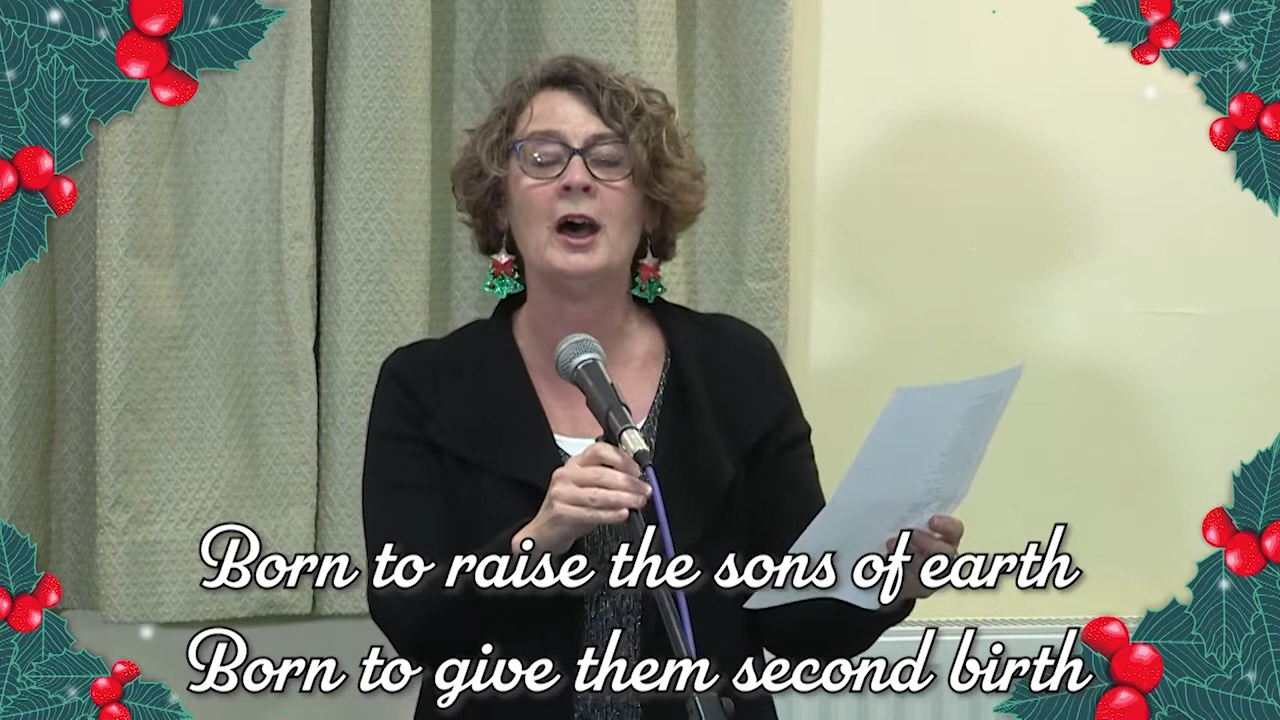 Born to raise the sons of earth
Born to give them second birth